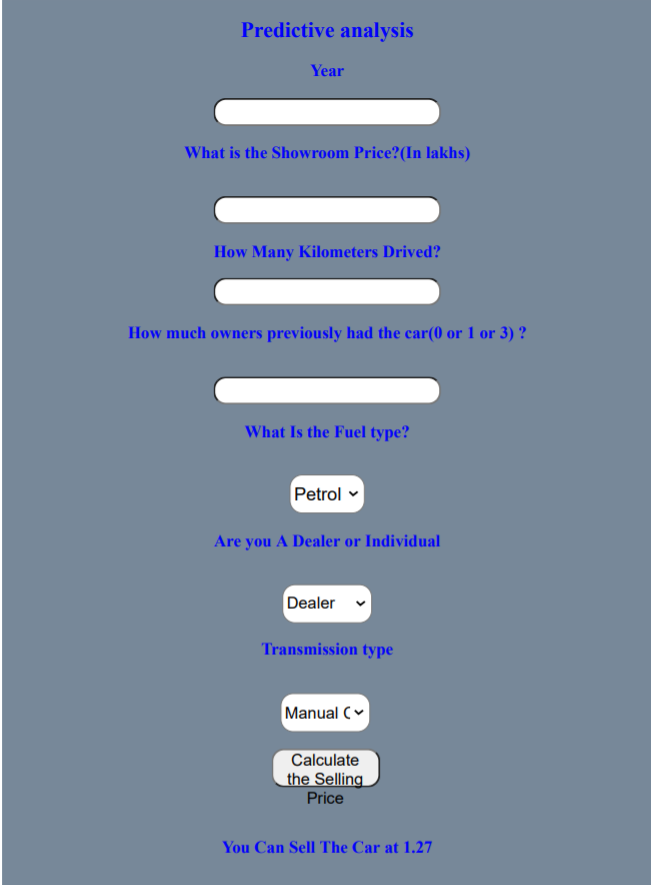 Predictive analysis
Year
What is the Showroom Price?(In lakhs)
How Many Kilometers Drived?
How much owners previously had the car(0 or 1 or 3) ?
What Is the Fuel type?
Petrol
Are you A Dealer or Individual
Dealer
Transmission type
Manual C
Calculate
the Selling
Price
You Can Sell The Car at 1.27